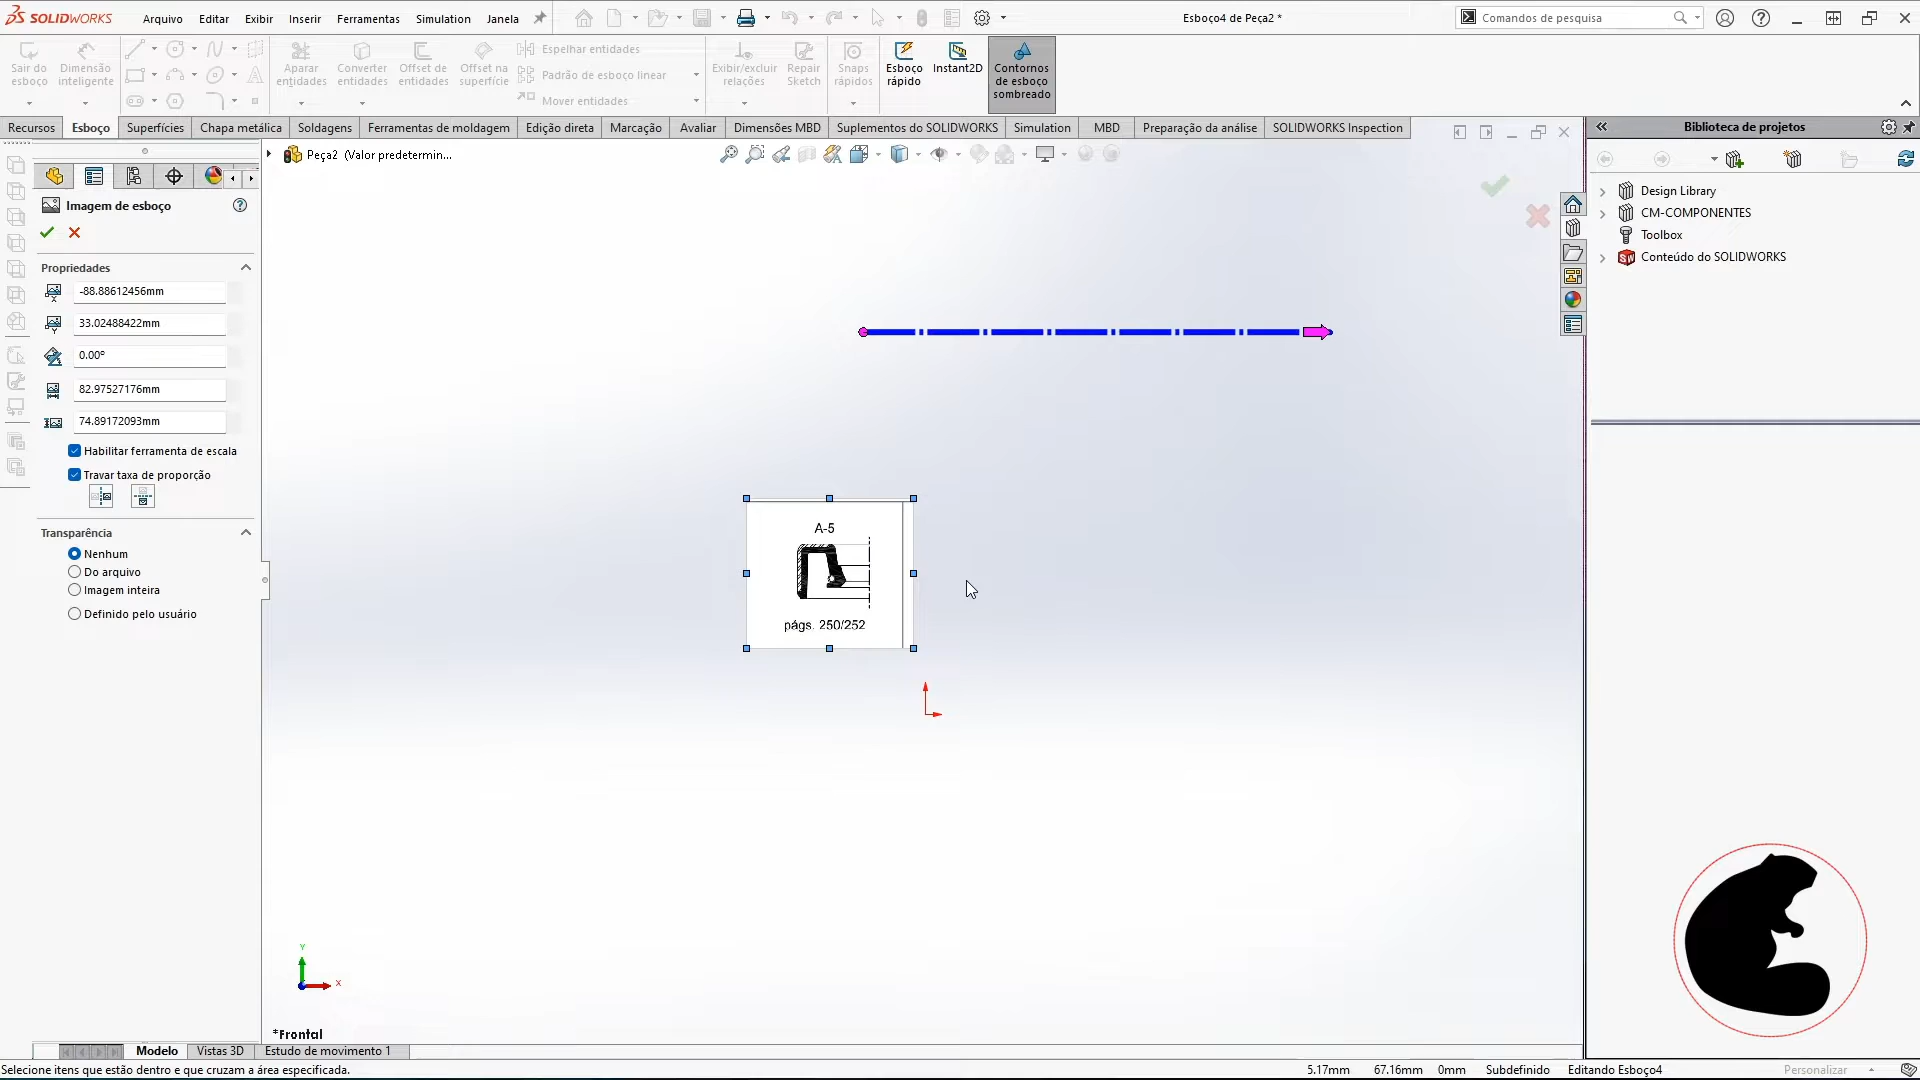 SOLIDWORKS
Arquivo
Editar
Exibir
Inserir
Ferramentas
Simulation
Janela
Esboço4 de Peça2 *
Comandos de pesquisa
Sair do esboço
Dimensão inteligente
Aparar entidades
Converter entidades
Offset de entidades
Offset na superfície
Espelhar entidades
Padrão de esboço linear
Mover entidades
Exibir/excluir relações
Repair Sketch
Snaps rápidos
Esboço rápido
Instant2D
Contornos de esboço sombreado
Recursos
Esboço
Superfícies
Chapa metálica
Soldagens
Ferramentas de moldagem
Edição direta
Marcação
Avaliar
Dimensões MBD
Suplementos do SOLIDWORKS
Simulation
MBD
Preparação da análise
SOLIDWORKS Inspection
Biblioteca de projetos
Peça2 (Valor predetermin...
Imagem de esboço
Propriedades
-88.88612456mm
33.02488422mm
0.00º
82.97527176mm
74.89172093mm
Habilitar ferramenta de escala
Travar taxa de proporção
Transparência
Nenhum
Do arquivo
Imagem inteira
Definido pelo usuário
A-5
págs. 250/252
Y
X
*Frontal
Design Library
CM-COMPONENTES
Toolbox
Conteúdo do SOLIDWORKS
Modelo
Vistas 3D
Estudo de movimento 1
Selecione itens que estão dentro e que cruzam a área especificada.
5.17mm
67.16mm
0mm
Subdefinido
Editando Esboço4
Personalizar